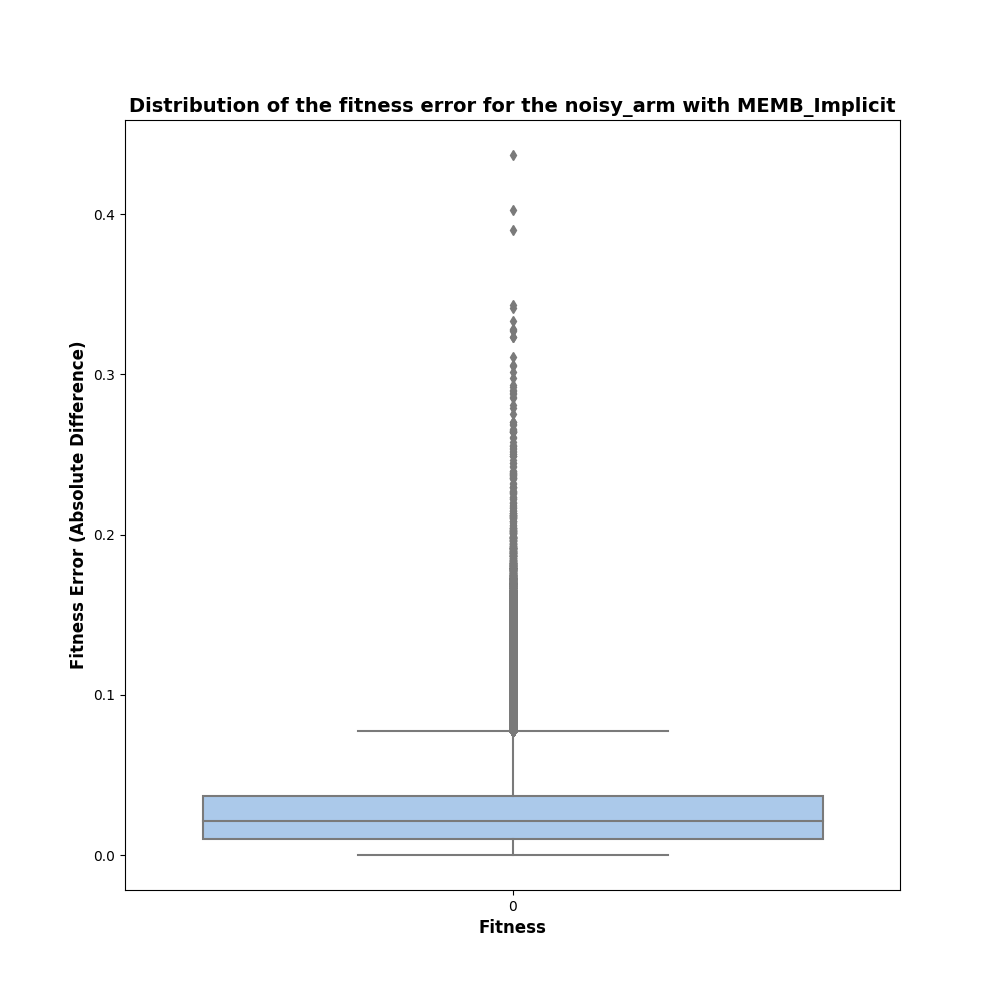 Distribution of the fitness error for the noisy_arm with MEMB_Implicit
Fitness Error (Absolute Difference)
0.4
0.3
0.2
0.1
0.0
0
Fitness